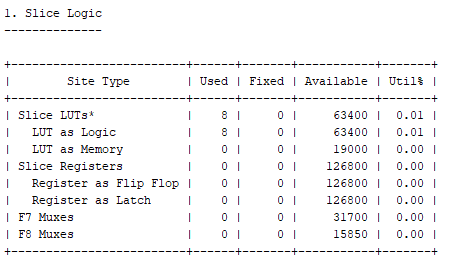 1. Slice Logic
--------------
+-------------------------+------+-------+-----------+-------+
|        Site Type        | Used | Fixed | Available | Util% |
+-------------------------+------+-------+-----------+-------+
| Slice LUTs*             |    8 |     0 |     63400 |  0.01 |
|   LUT as Logic          |    8 |     0 |     63400 |  0.01 |
|   LUT as Memory         |    0 |     0 |     19000 |  0.00 |
| Slice Registers         |    0 |     0 |    126800 |  0.00 |
|   Register as Flip Flop |    0 |     0 |    126800 |  0.00 |
|   Register as Latch     |    0 |     0 |    126800 |  0.00 |
| F7 Muxes                |    0 |     0 |     31700 |  0.00 |
| F8 Muxes                |    0 |     0 |     15850 |  0.00 |
+-------------------------+------+-------+-----------+-------+